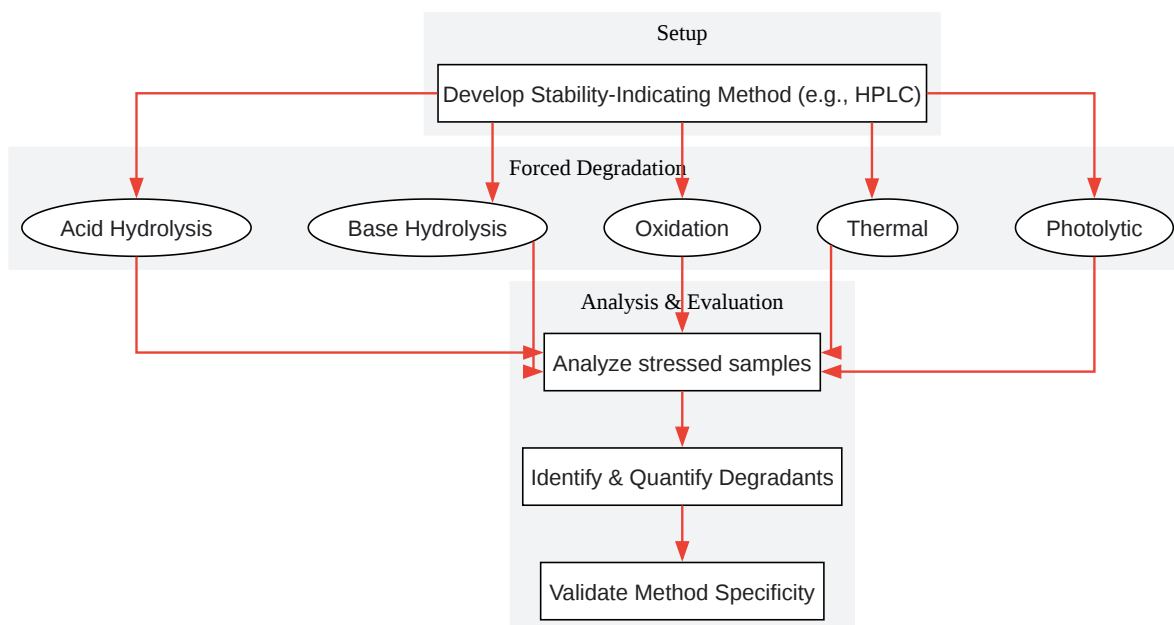 Setup
Develop Stability-Indicating Method (e.g., HPLC)
Forced Degradation
Acid Hydrolysis
Base Hydrolysis
Oxidation
Thermal
Photolytic
Analysis & Evaluation
Analyze stressed samples
Identify & Quantify Degradants
Validate Method Specificity